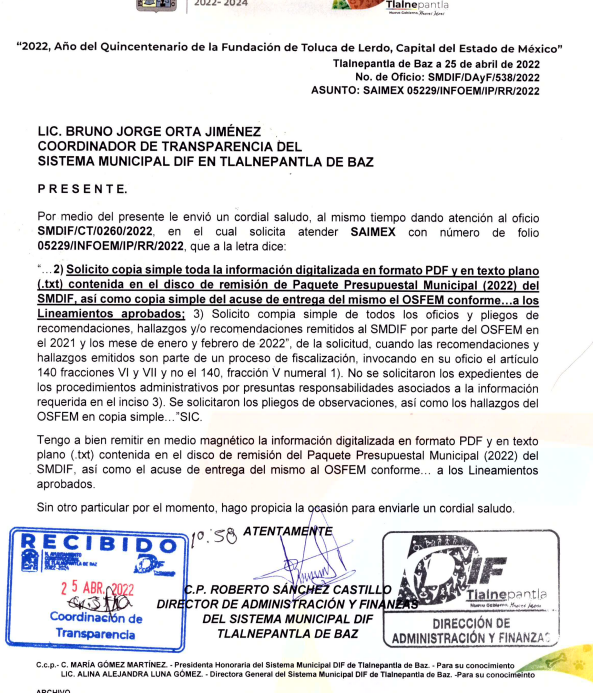 2022- 2024
Tlalnepantla
"2022, Año del Quincentenario de la Fundación de Toluca de Lerdo, Capital del Estado de México"
Tlalnepantla de Baz a 25 de abril de 2022
No. de Oficio: SMDIF/DAyF/538/2022
ASUNTO: SAIMEX 05229/INFOEM/IP/RR/2022
LIC. BRUNO JORGE ORTA JIMÉNEZ
COORDINADOR DE TRANSPARENCIA DEL
SISTEMA MUNICIPAL DIF EN TLALNEPANTLA DE BAZ
P R E S E N T E.
Por medio del presente le envió un cordial saludo, al mismo tiempo dando atención al oficio
SMDIF/CT/0260/2022, en el cual solicita atender SAIMEX con número de folio
05229/INFOEM/IP/RR/2022, que a la letra dice:
"…2) Solicito copia simple toda la información digitalizada en formato PDF y en texto plano
(.txt) contenida en el disco de remisión de Paquete Presupuestal Municipal (2022) del
SMDIF, así como copia simple del acuse de entrega del mismo el OSFEM conforme…a los
Lineamientos aprobados; 3) Solicito compia simple de todos los oficios y pliegos de
recomendaciones, hallazgos y/o recomendaciones remitidos al SMDIF por parte del OSFEM en
el 2021 y los mese de enero y febrero de 2022", de la solicitud, cuando las recomendaciones y
hallazgos emitidos son parte de un proceso de fiscalización, invocando en su oficio el artículo
140 fracciones VI y VII y no el 140, fracción V numeral 1). No se solicitaron los expedientes de
los procedimientos administrativos por presuntas responsabilidades asociados a la información
requerida en el inciso 3). Se solicitaron los pliegos de observaciones, así como los hallazgos del
OSFEM en copia simple…"SIC.
Tengo a bien remitir en medio magnético la información digitalizada en formato PDF y en texto
plano (.txt) contenida en el disco de remisión del Paquete Presupuestal Municipal (2022) del
SMDIF, así como el acuse de entrega del mismo al OSFEM conforme… a los Lineamientos
aprobados.
Sin otro particular por el momento, hago propicia la ocasión para enviarle un cordial saludo.
RECIBIDO
25 ABR. 2022
Coordinación de
Transparencia
10:58
ATENTAMENTE
C.P. ROBERTO SÁNCHEZ CASTILLO
DIRECTOR DE ADMINISTRACIÓN Y FINANZAS
DEL SISTEMA MUNICIPAL DIF
TLALNEPANTLA DE BAZ
DIF
Tlalnepantla
DIRECCIÓN DE
ADMINISTRACIÓN Y FINANZAS
C.c.p.- C. MARÍA GÓMEZ MARTÍNEZ. - Presidenta Honoraria del Sistema Municipal DIF de Tlalnepantla de Baz. - Para su conocimiento
LIC. ALINA ALEJANDRA LUNA GÓMEZ. - Directora General del Sistema Municipal DIF de Tlalnepantla de Baz. -Para su conocimeinto
ARCHIVO